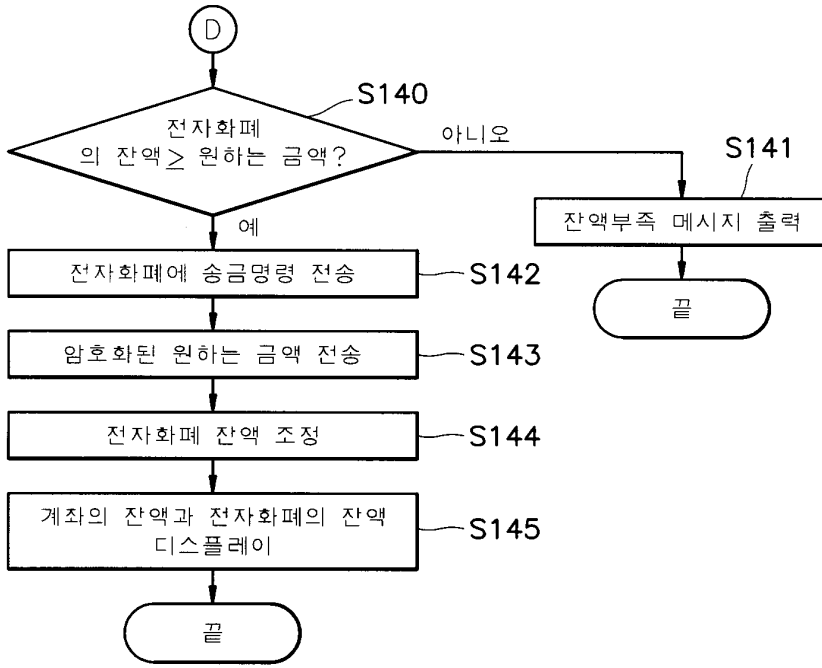 D
S140
전자화폐
의 잔액≥ 원하는 금액?
아니오
S141
예
잔액부족 메시지 출력
전자화폐에 송금명령 전송
S142
끝
암호화된 원하는 금액 전송
S143
전자화폐 잔액 조정
S144
계좌의 잔액과 전자화폐의 잔액
디스플레이
S145
끝